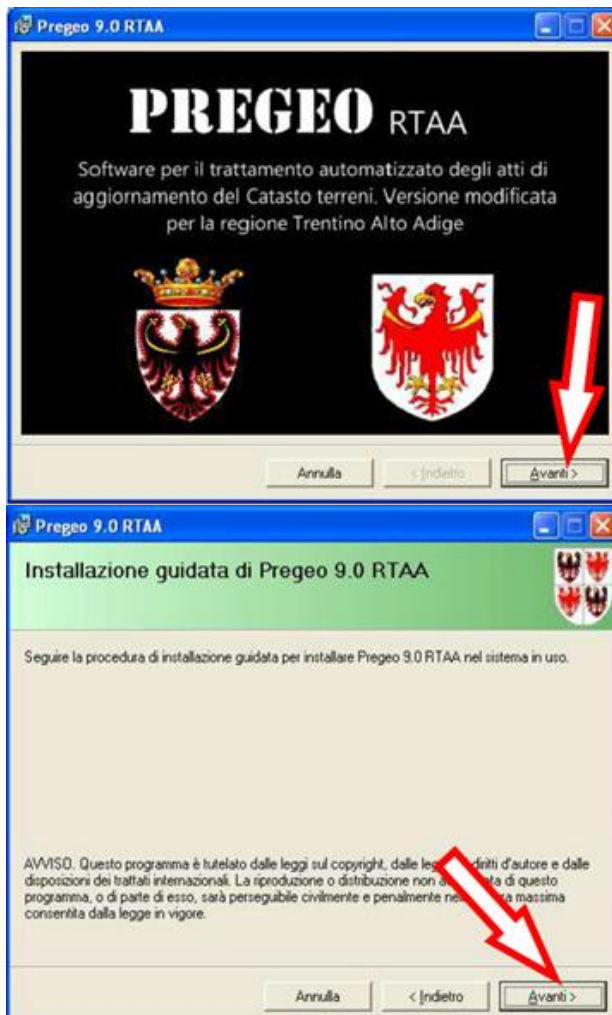 Pregeo 9.0 RTAA
PREGEO RTAA
Software per il trattamento automatizzato degli atti di
aggiornamento del Catasto terreni. Versione modificata
per la regione Trentino Alto Adige
Annulla < Indietro Avanti >
Pregeo 9.0 RTAA
Installazione guidata di Pregeo 9.0 RTAA
Seguire la procedura di installazione guidata per installare Pregeo 9.0 RTAA nel sistema in uso.
AVVISO. Questo programma è tutelato dalle leggi sul copyright, dalle diritti d'autore e dalle
disposizioni dei trattati internazionali. La riproduzione o distribuzione non di questo
programma, o di parte di esso, sarà perseguibile civilmente e penalmente massima
consentita dalla legge in vigore.
Annulla < Indietro Avanti >